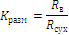 Kразм = Rв / Rсух